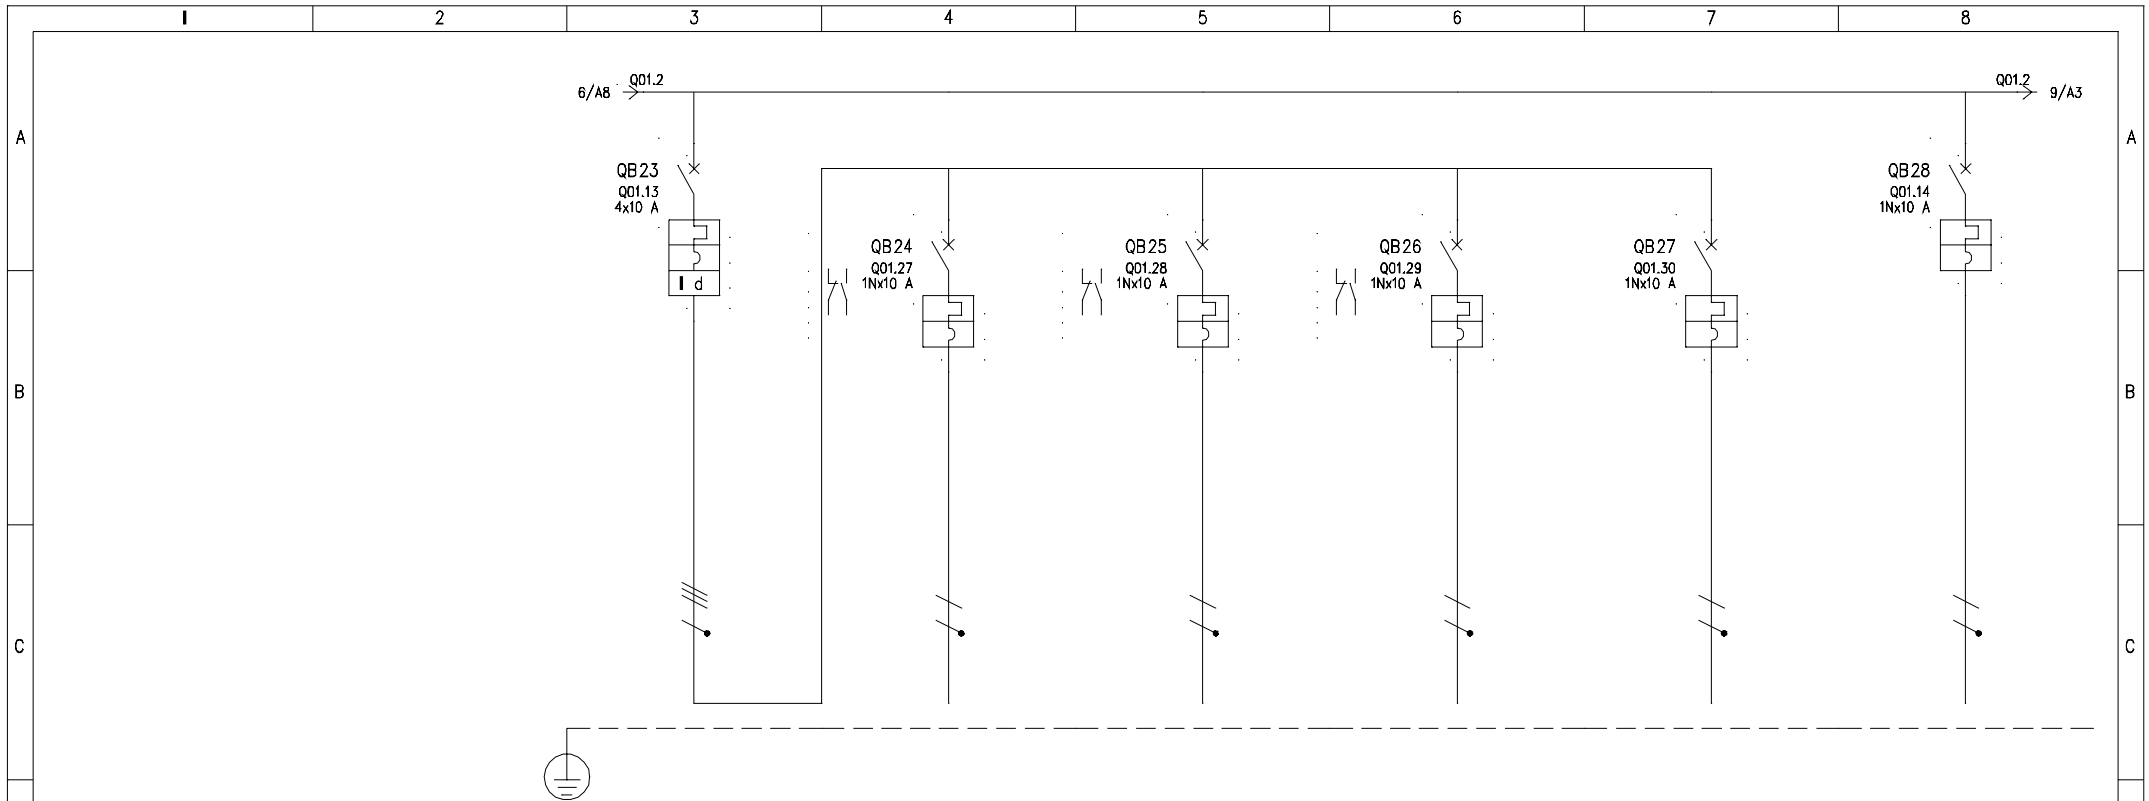 1 2 3 4 5 6 7 8
Q01.2 Q01.2
6/A8 9/A3
A A
QB23 QB28
Q01.13 Q01.14
4x10 A 1Nx10 A
QB24 QB25 QB26 QB27
Q01.27 Q01.28 Q01.29 Q01.30
1Nx10 A 1Nx10 A 1Nx10 A 1Nx10 A
I d
B B
C C